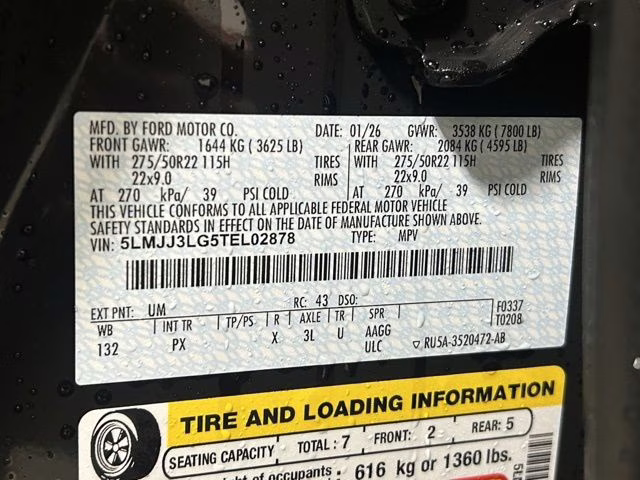 MFD. BY FORD MOTOR CO. DATE: 01/26 GVWR: 3538 KG ( 7800 LB)
FRONT GAWR: 1644 KG ( 3625 LB) REAR GAWR: 2084 KG ( 4595 LB)
WITH 275/50R22 115H TIRES WITH 275/50R22 115H TIRES
22x9.0 RIMS 22x9.0 RIMS
AT 270 kPa/ 39 PSI COLD AT 270 kPa/ 39 PSI COLD
THIS VEHICLE CONFORMS TO ALL APPLICABLE FEDERAL MOTOR VEHICLE
SAFETY STANDARDS IN EFFECT ON THE DATE OF MANUFACTURE SHOWN ABOVE.
VIN: 5LMJJ3LG5TEL02878 TYPE: MPV
EXT PNT: UM RC: 43 DSO: F0337
WB INT TR TP/PS R AXLE TR SPR T0208
132 PX X 3L U AAGG
ULC ▽ RU5A-3520472-AB
TIRE AND LOADING INFORMATION
SEATING CAPACITY TOTAL : 7 FRONT: 2 REAR: 5
of occupants 616 kg or 1360 lbs.